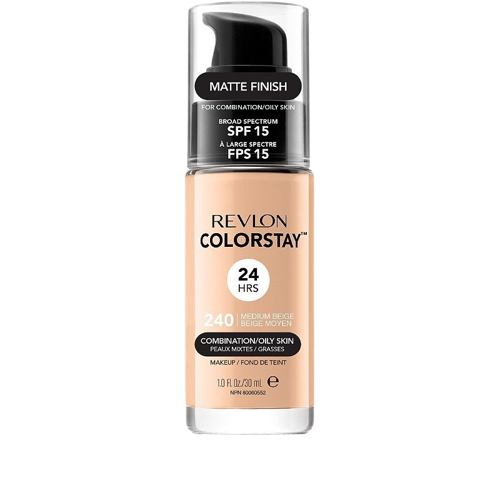 MATTE FINISH
FOR COMBINATION/OILY SKIN
BROAD SPECTRUM
SPF 15
À LARGE SPECTRE
FPS 15
REVLON
COLORSTAY™
24
HRS
240 MEDIUM BEIGE
BEIGE MOYEN
COMBINATION/OILY SKIN
PEAUX MIXTES / GRASSES
MAKEUP / FOND DE TEINT
1.0 Fl. Oz./30 mL e
NPN 80060552